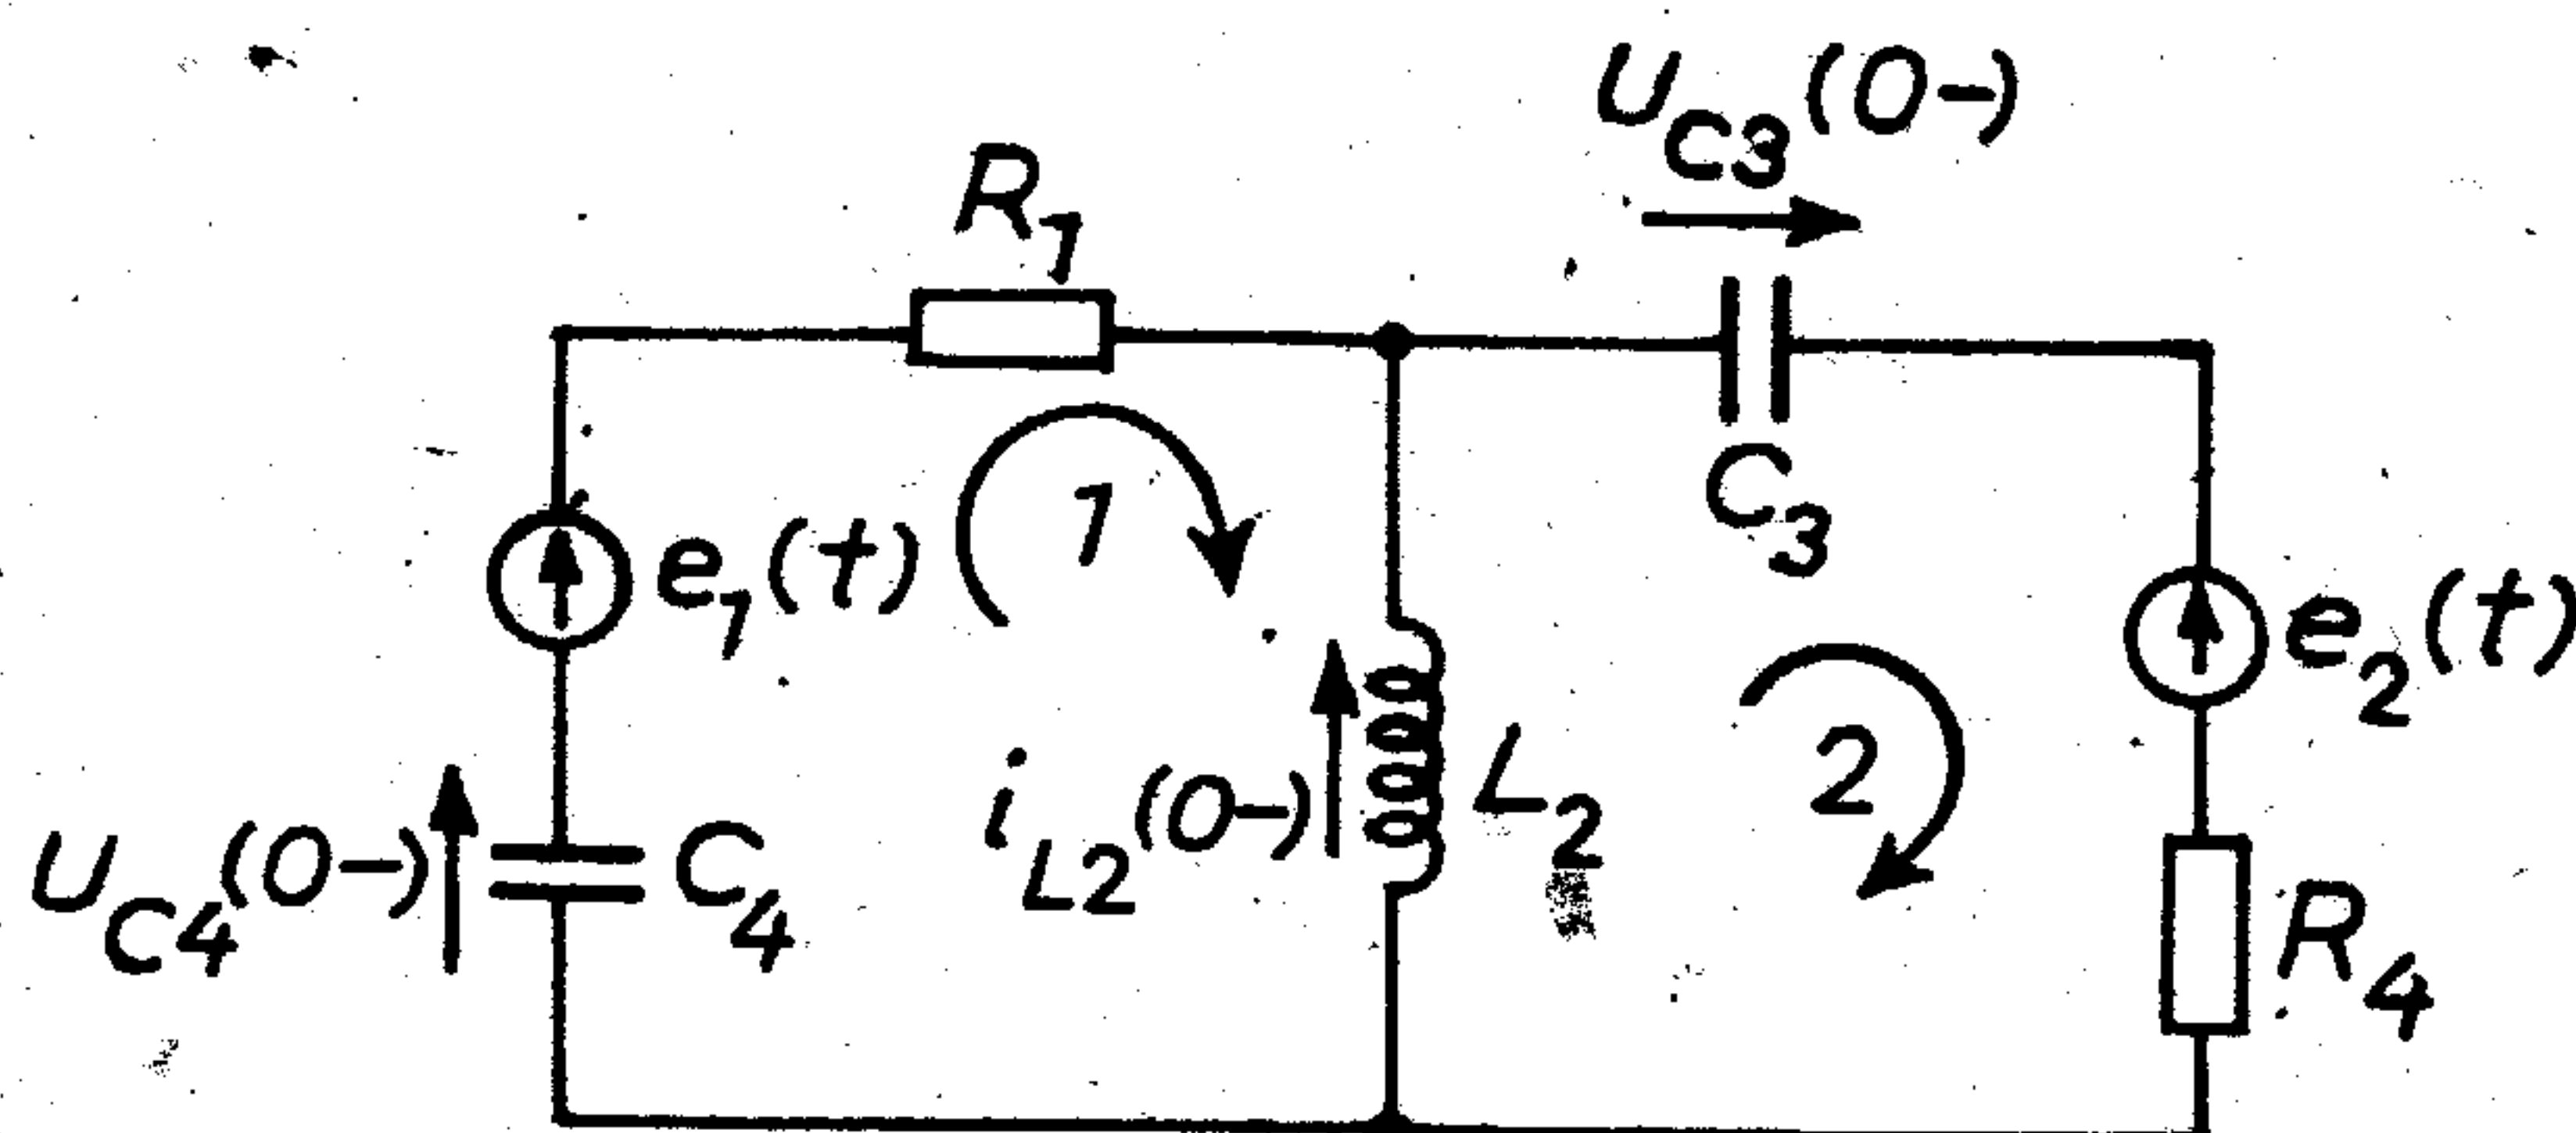 U_C3(0-)
R_1
C_3
e_1(t)
1
e_2(t)
i_L2(0-)
L_2
2
U_C4(0-)
C_4
R_4